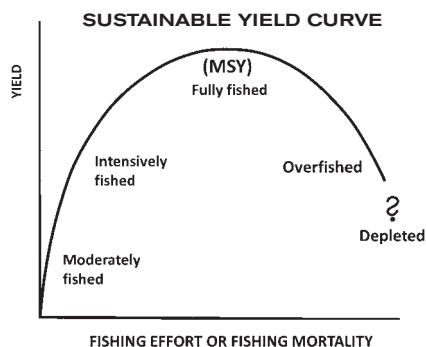 SUSTAINABLE YIELD CURVE
YIELD
(MSY)
Fully fished
Intensively
fished
Overfished
?
Depleted
Moderately
fished
FISHING EFFORT OR FISHING MORTALITY